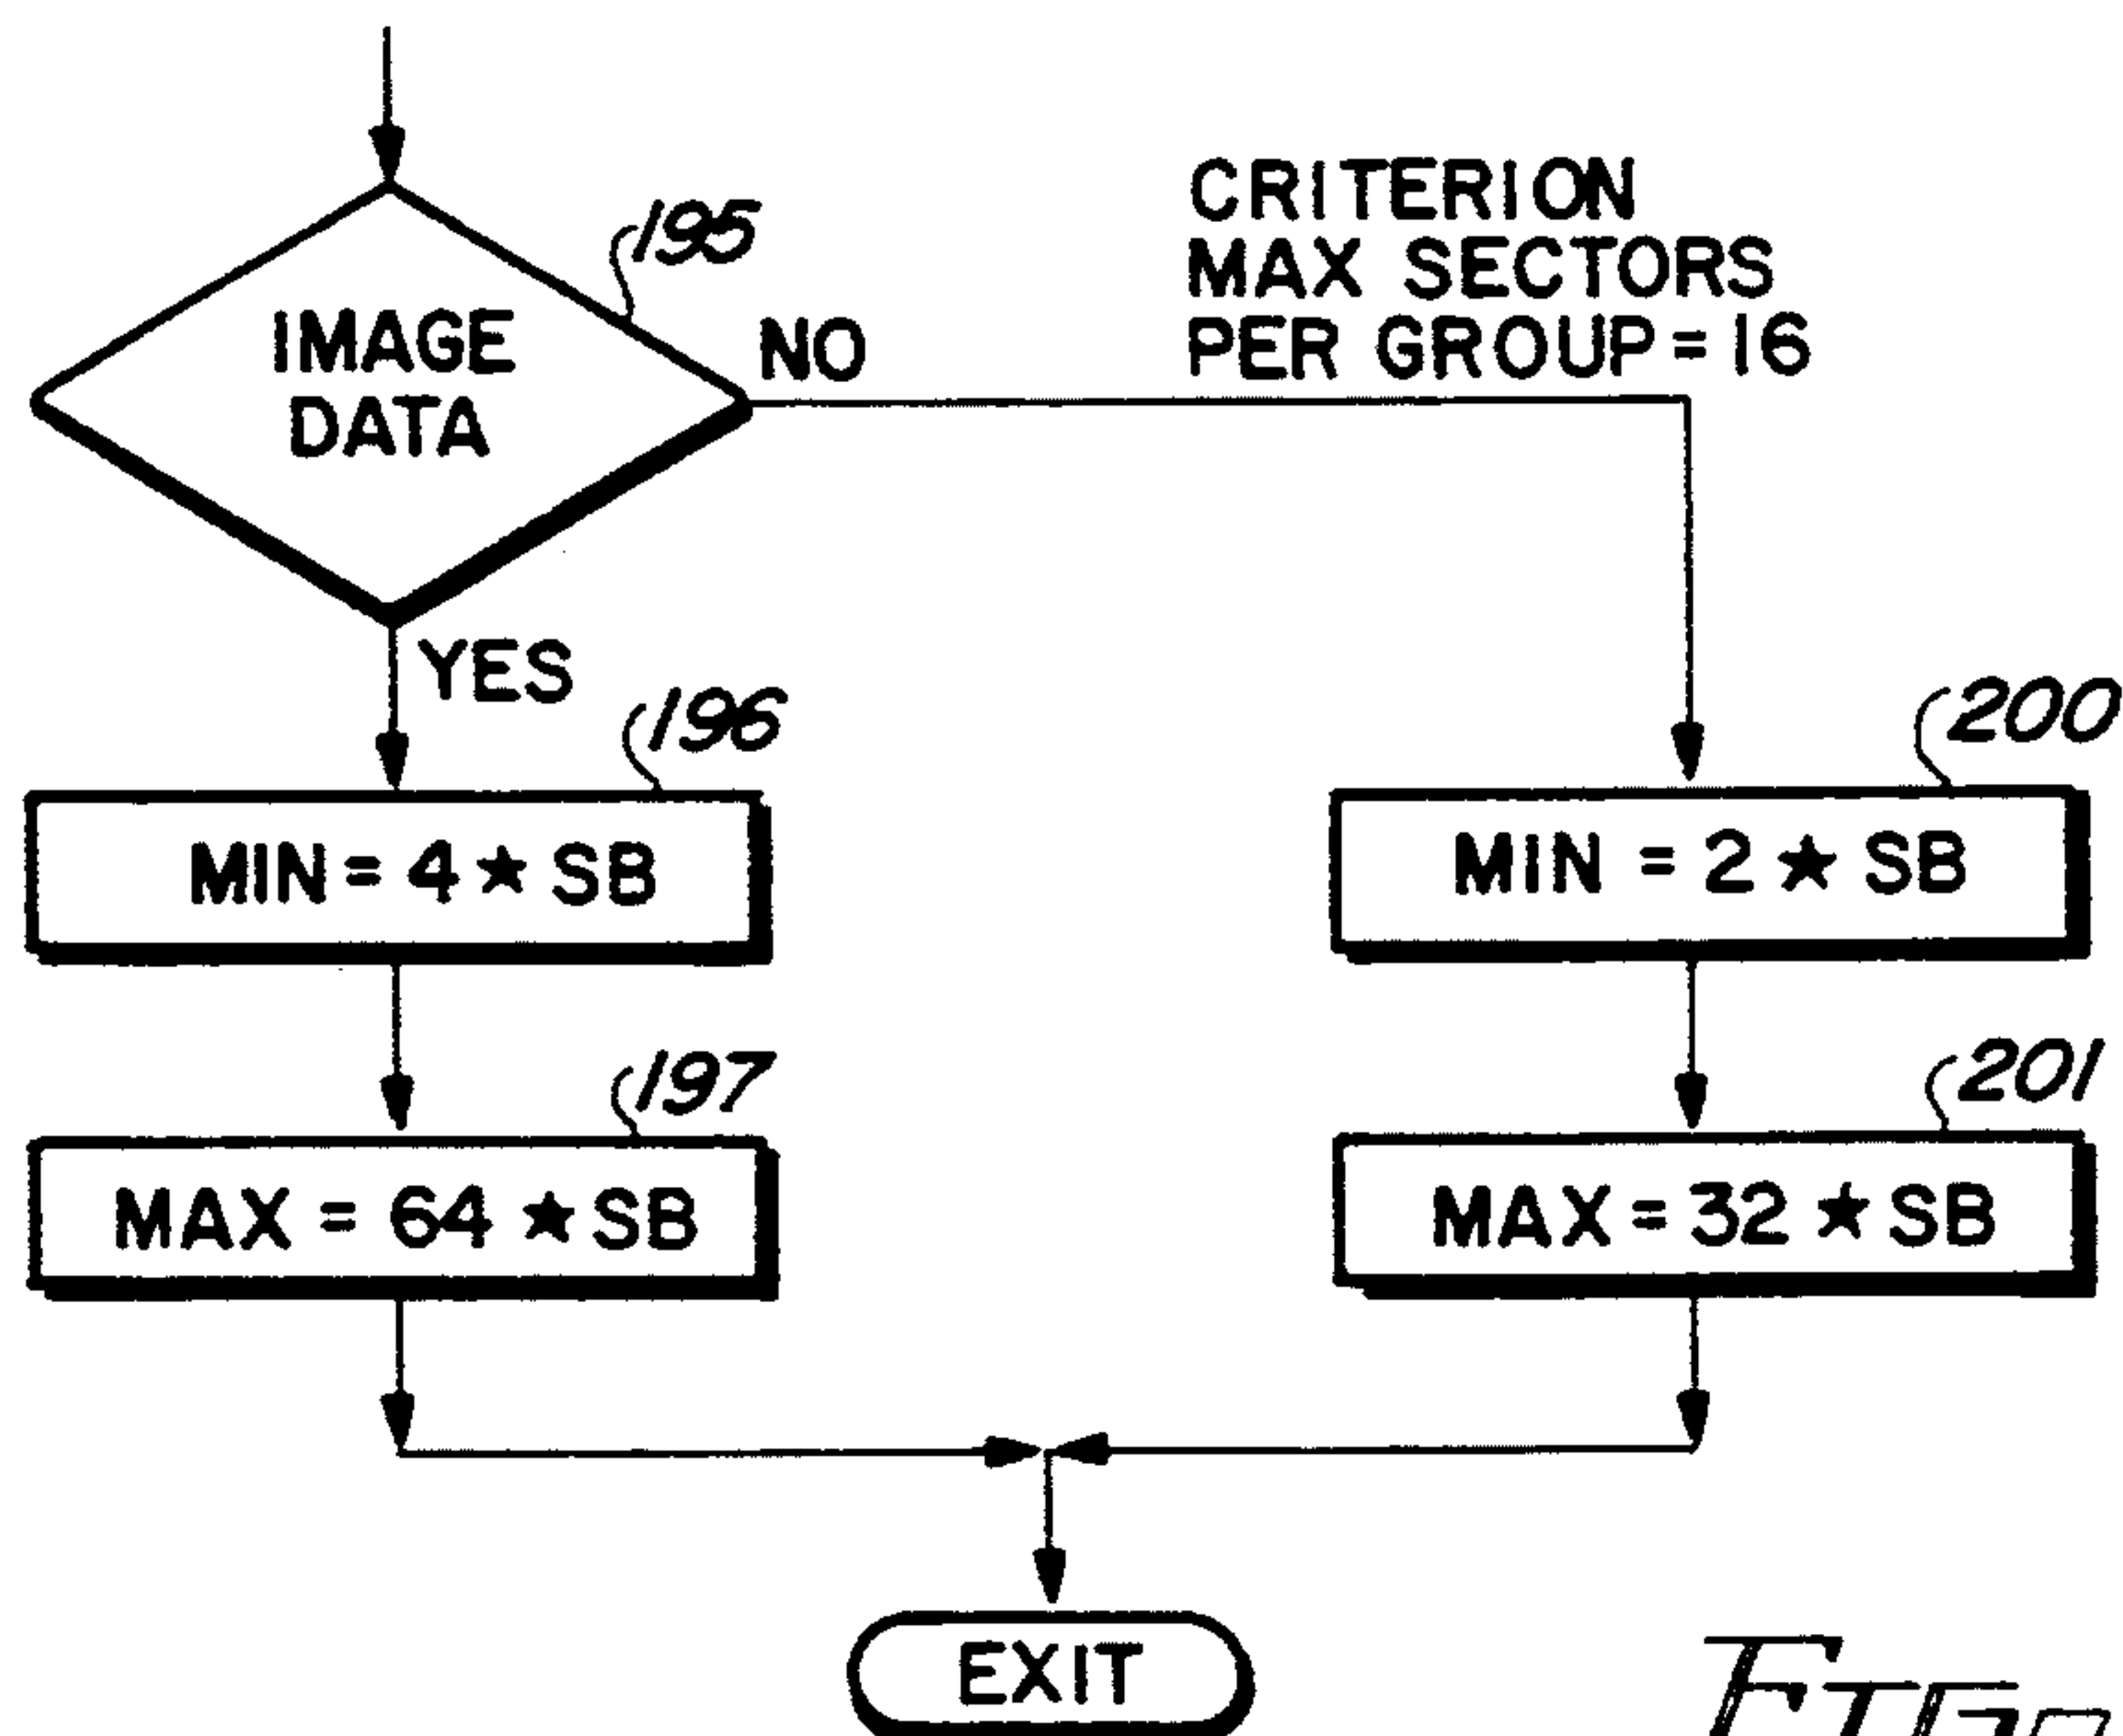 195
CRITERION
MAX SECTORS
PER GROUP = 16
IMAGE
DATA
NO
YES
196
MIN = 4 ★ SB
200
MIN = 2 ★ SB
197
MAX = 64 ★ SB
201
MAX = 32 ★ SB
EXIT